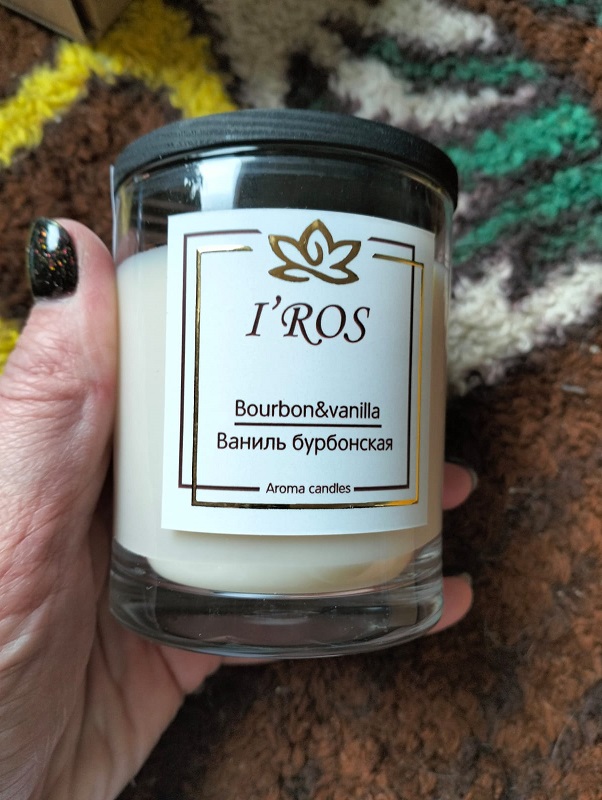 I'ROS
Bourbon&vanilla
Ваниль бурбонская
Aroma candles